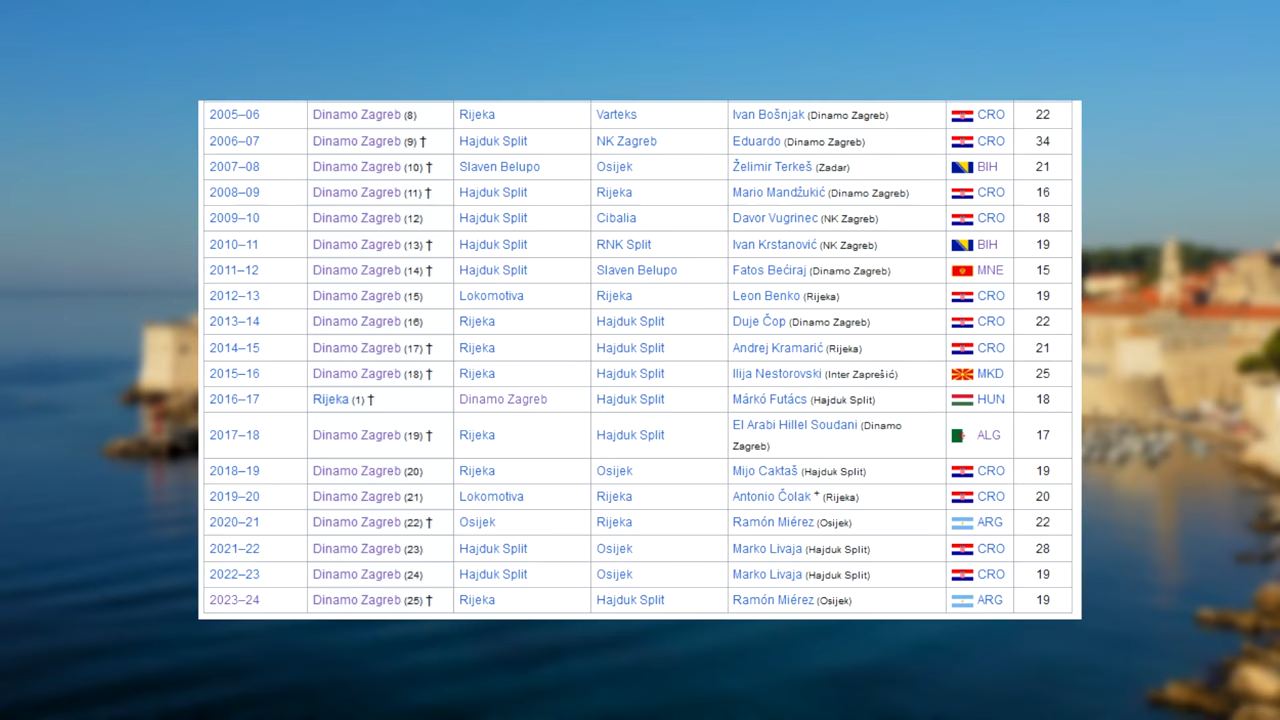 2005–06 Dinamo Zagreb (8) Rijeka Varteks Ivan Bošnjak (Dinamo Zagreb) CRO 22
2006–07 Dinamo Zagreb (9) † Hajduk Split NK Zagreb Eduardo (Dinamo Zagreb) CRO 34
2007–08 Dinamo Zagreb (10) † Slaven Belupo Osijek Želimir Terkeš (Zadar) BIH 21
2008–09 Dinamo Zagreb (11) † Hajduk Split Rijeka Mario Mandžukić (Dinamo Zagreb) CRO 16
2009–10 Dinamo Zagreb (12) Hajduk Split Cibalia Davor Vugrinec (NK Zagreb) CRO 18
2010–11 Dinamo Zagreb (13) † Hajduk Split RNK Split Ivan Krstanović (NK Zagreb) BIH 19
2011–12 Dinamo Zagreb (14) † Hajduk Split Slaven Belupo Fatos Bećiraj (Dinamo Zagreb) MNE 15
2012–13 Dinamo Zagreb (15) Lokomotiva Rijeka Leon Benko (Rijeka) CRO 19
2013–14 Dinamo Zagreb (16) Rijeka Hajduk Split Duje Čop (Dinamo Zagreb) CRO 22
2014–15 Dinamo Zagreb (17) † Rijeka Hajduk Split Andrej Kramarić (Rijeka) CRO 21
2015–16 Dinamo Zagreb (18) † Rijeka Hajduk Split Ilija Nestorovski (Inter Zaprešić) MKD 25
2016–17 Rijeka (1) † Dinamo Zagreb Hajduk Split Márkó Futács (Hajduk Split) HUN 18
2017–18 Dinamo Zagreb (19) † Rijeka Hajduk Split El Arabi Hillel Soudani (Dinamo
Zagreb) ALG 17
2018–19 Dinamo Zagreb (20) Rijeka Osijek Mijo Caktaš (Hajduk Split) CRO 19
2019–20 Dinamo Zagreb (21) Lokomotiva Rijeka Antonio Čolak + (Rijeka) CRO 20
2020–21 Dinamo Zagreb (22) † Osijek Rijeka Ramón Miérez (Osijek) ARG 22
2021–22 Dinamo Zagreb (23) Hajduk Split Osijek Marko Livaja (Hajduk Split) CRO 28
2022–23 Dinamo Zagreb (24) Hajduk Split Osijek Marko Livaja (Hajduk Split) CRO 19
2023–24 Dinamo Zagreb (25) † Rijeka Hajduk Split Ramón Miérez (Osijek) ARG 19